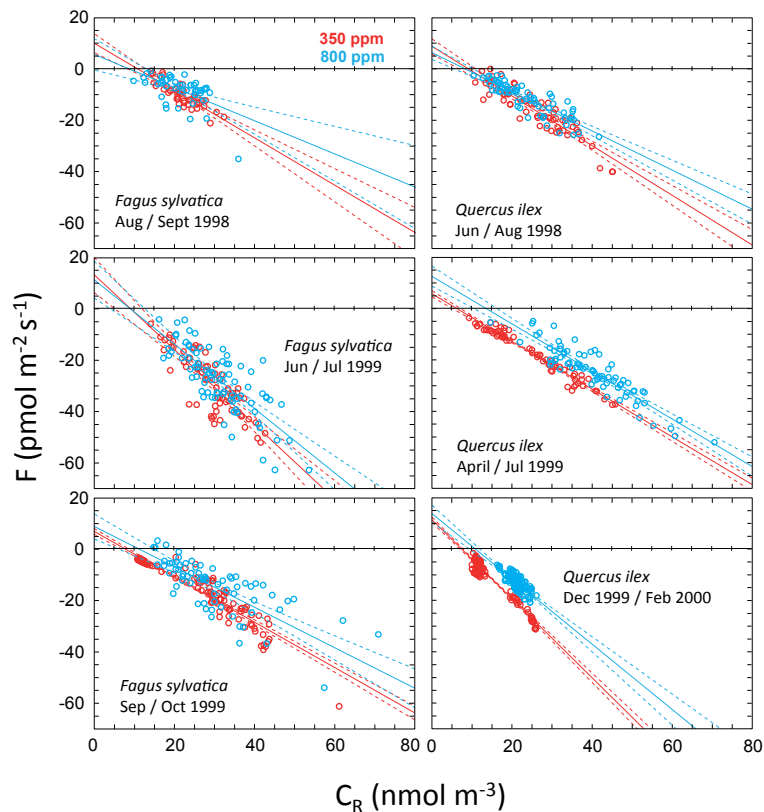 20
350 ppm
800 ppm
0
-20
-40
-60
Fagus sylvatica
Aug / Sept 1998
Quercus ilex
Jun / Aug 1998
20
0
-20
-40
-60
Fagus sylvatica
Jun / Jul 1999
Quercus ilex
April / Jul 1999
F (pmol m⁻² s⁻¹)
20
0
-20
-40
-60
Fagus sylvatica
Sep / Oct 1999
Quercus ilex
Dec 1999 / Feb 2000
0 20 40 60 80 0 20 40 60 80
C_R (nmol m⁻³)